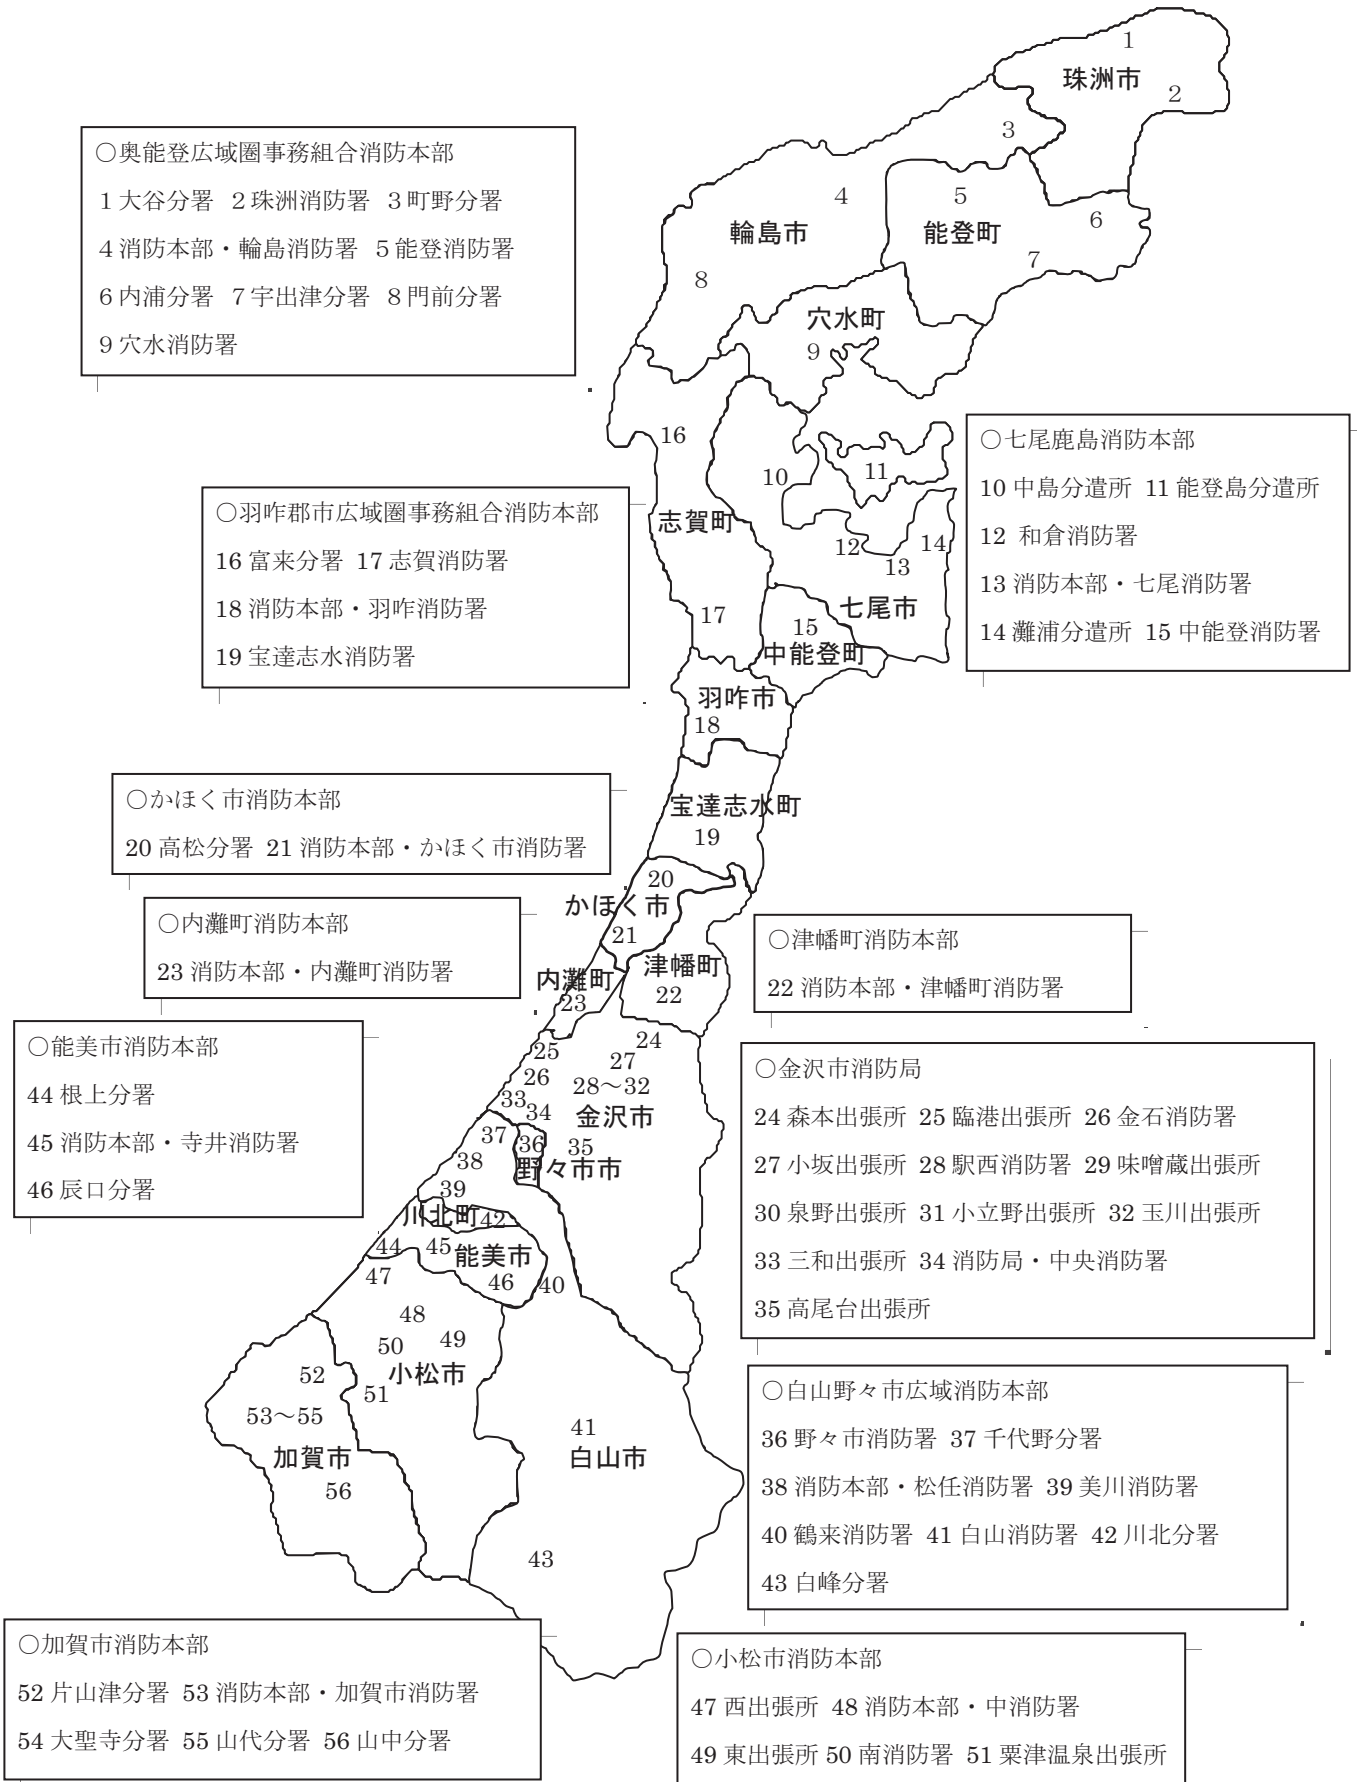 1
珠洲市
2
3
○奥能登広域圏事務組合消防本部
1 大谷分署 2 珠洲消防署 3 町野分署
4 消防本部・輪島消防署 5 能登消防署
6 内浦分署 7 宇出津分署 8 門前分署
9 穴水消防署
4
5
6
輪島市
能登町
7
8
穴水町
9
16
10
11
○七尾鹿島消防本部
10 中島分遣所 11 能登島分遣所
12 和倉消防署
13 消防本部・七尾消防署
14 灘浦分遣所 15 中能登消防署
○羽咋郡市広域圏事務組合消防本部
16 富来分署 17 志賀消防署
18 消防本部・羽咋消防署
19 宝達志水消防署
志賀町
12
14
13
七尾市
17
15
中能登町
羽咋市
18
○かほく市消防本部
20 高松分署 21 消防本部・かほく市消防署
宝達志水町
19
20
かほく市
21
○内灘町消防本部
23 消防本部・内灘町消防署
津幡町
22
内灘町
23
○津幡町消防本部
22 消防本部・津幡町消防署
○能美市消防本部
44 根上分署
45 消防本部・寺井消防署
46 辰口分署
24
25
27
26
28～32
33
34
金沢市
○金沢市消防局
24 森本出張所 25 臨港出張所 26 金石消防署
27 小坂出張所 28 駅西消防署 29 味噌蔵出張所
30 泉野出張所 31 小立野出張所 32 玉川出張所
33 三和出張所 34 消防局・中央消防署
35 高尾台出張所
37
36
35
38
野々市市
39
川北町
42
44
45
能美市
47
46
40
48
50
49
小松市
52
51
53～55
加賀市
56
41
白山市
43
○白山野々市広域消防本部
36 野々市消防署 37 千代野分署
38 消防本部・松任消防署 39 美川消防署
40 鶴来消防署 41 白山消防署 42 川北分署
43 白峰分署
○加賀市消防本部
52 片山津分署 53 消防本部・加賀市消防署
54 大聖寺分署 55 山代分署 56 山中分署
○小松市消防本部
47 西出張所 48 消防本部・中消防署
49 東出張所 50 南消防署 51 粟津温泉出張所